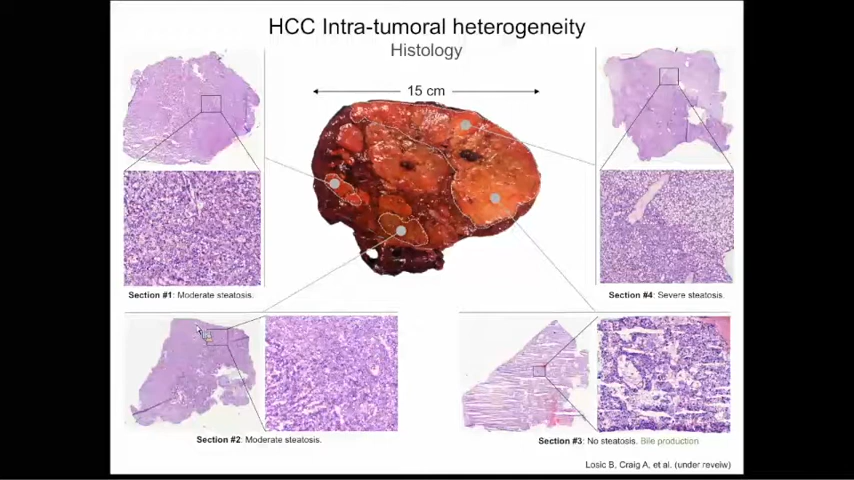 HCC Intra-tumoral heterogeneity
Histology
15 cm
Section #1: Moderate steatosis.
Section #4: Severe steatosis.
Section #2: Moderate steatosis.
Section #3: No steatosis. Bile production
Losic B, Craig A, et al. (under reveiw)